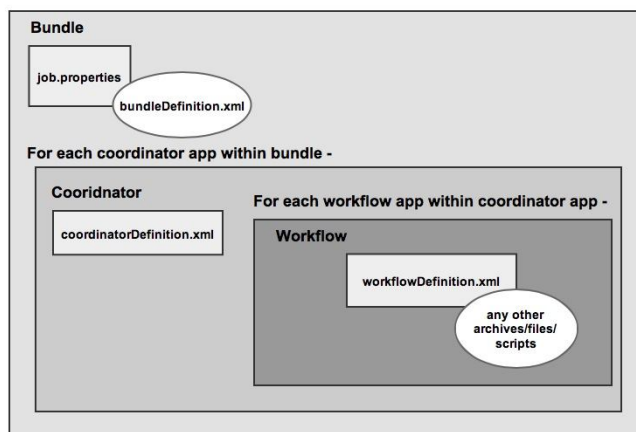 Bundle
job.properties
bundleDefinition.xml
For each coordinator app within bundle -
Cooridnator
For each workflow app within coordinator app -
coordinatorDefinition.xml
Workflow
workflowDefinition.xml
any other
archives/files/
scripts